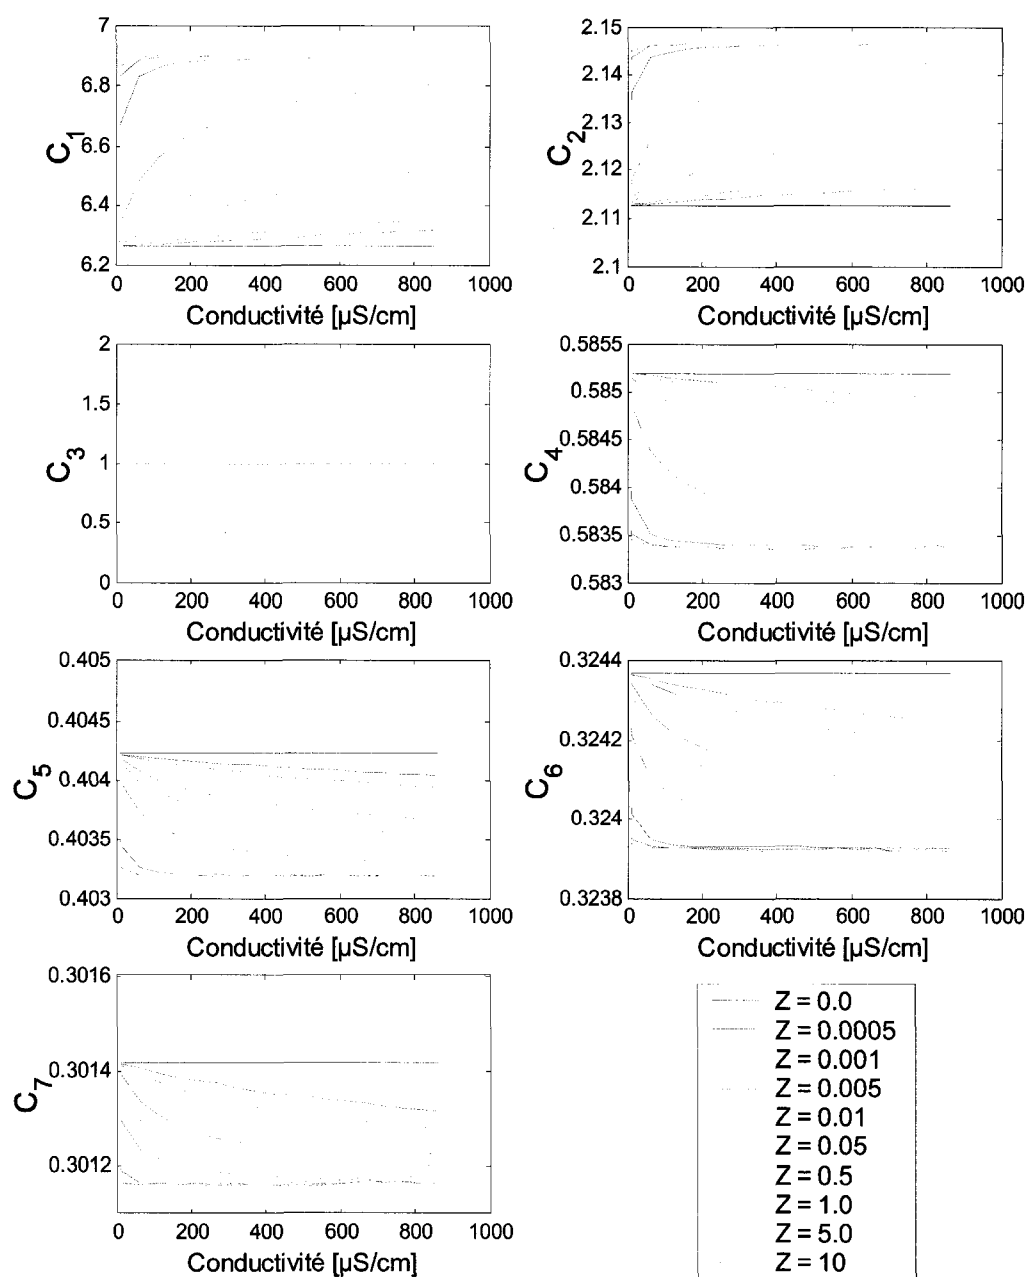 7
6.8
6.6
6.4
6.2
C1
0 200 400 600 800 1000
Conductivité [µS/cm]
2.15
2.14
2.13
2.12
2.11
2.1
C2
0 200 400 600 800 1000
Conductivité [µS/cm]
2
1.5
1
0.5
0
C3
0 200 400 600 800 1000
Conductivité [µS/cm]
0.5855
0.585
0.5845
0.584
0.5835
0.583
C4
0 200 400 600 800 1000
Conductivité [µS/cm]
0.405
0.4045
0.404
0.4035
0.403
C5
0 200 400 600 800 1000
Conductivité [µS/cm]
0.3244
0.3242
0.324
0.3238
C6
0 200 400 600 800 1000
Conductivité [µS/cm]
0.3016
0.3014
0.3012
C7
0 200 400 600 800 1000
Conductivité [µS/cm]
Z = 0.0
Z = 0.0005
Z = 0.001
Z = 0.005
Z = 0.01
Z = 0.05
Z = 0.5
Z = 1.0
Z = 5.0
Z = 10